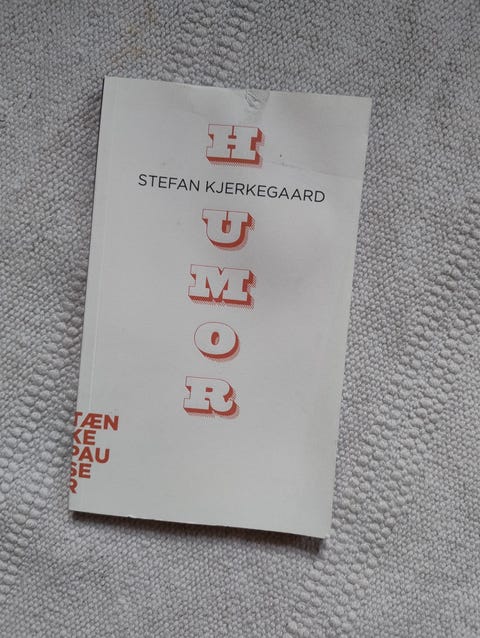 H
STEFAN KJERKEGAARD
U
M
O
R
TÆN
KE
PAU
SE
R